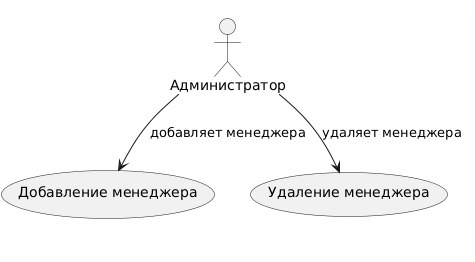 Администратор
добавляет менеджера
удаляет менеджера
Добавление менеджера
Удаление менеджера